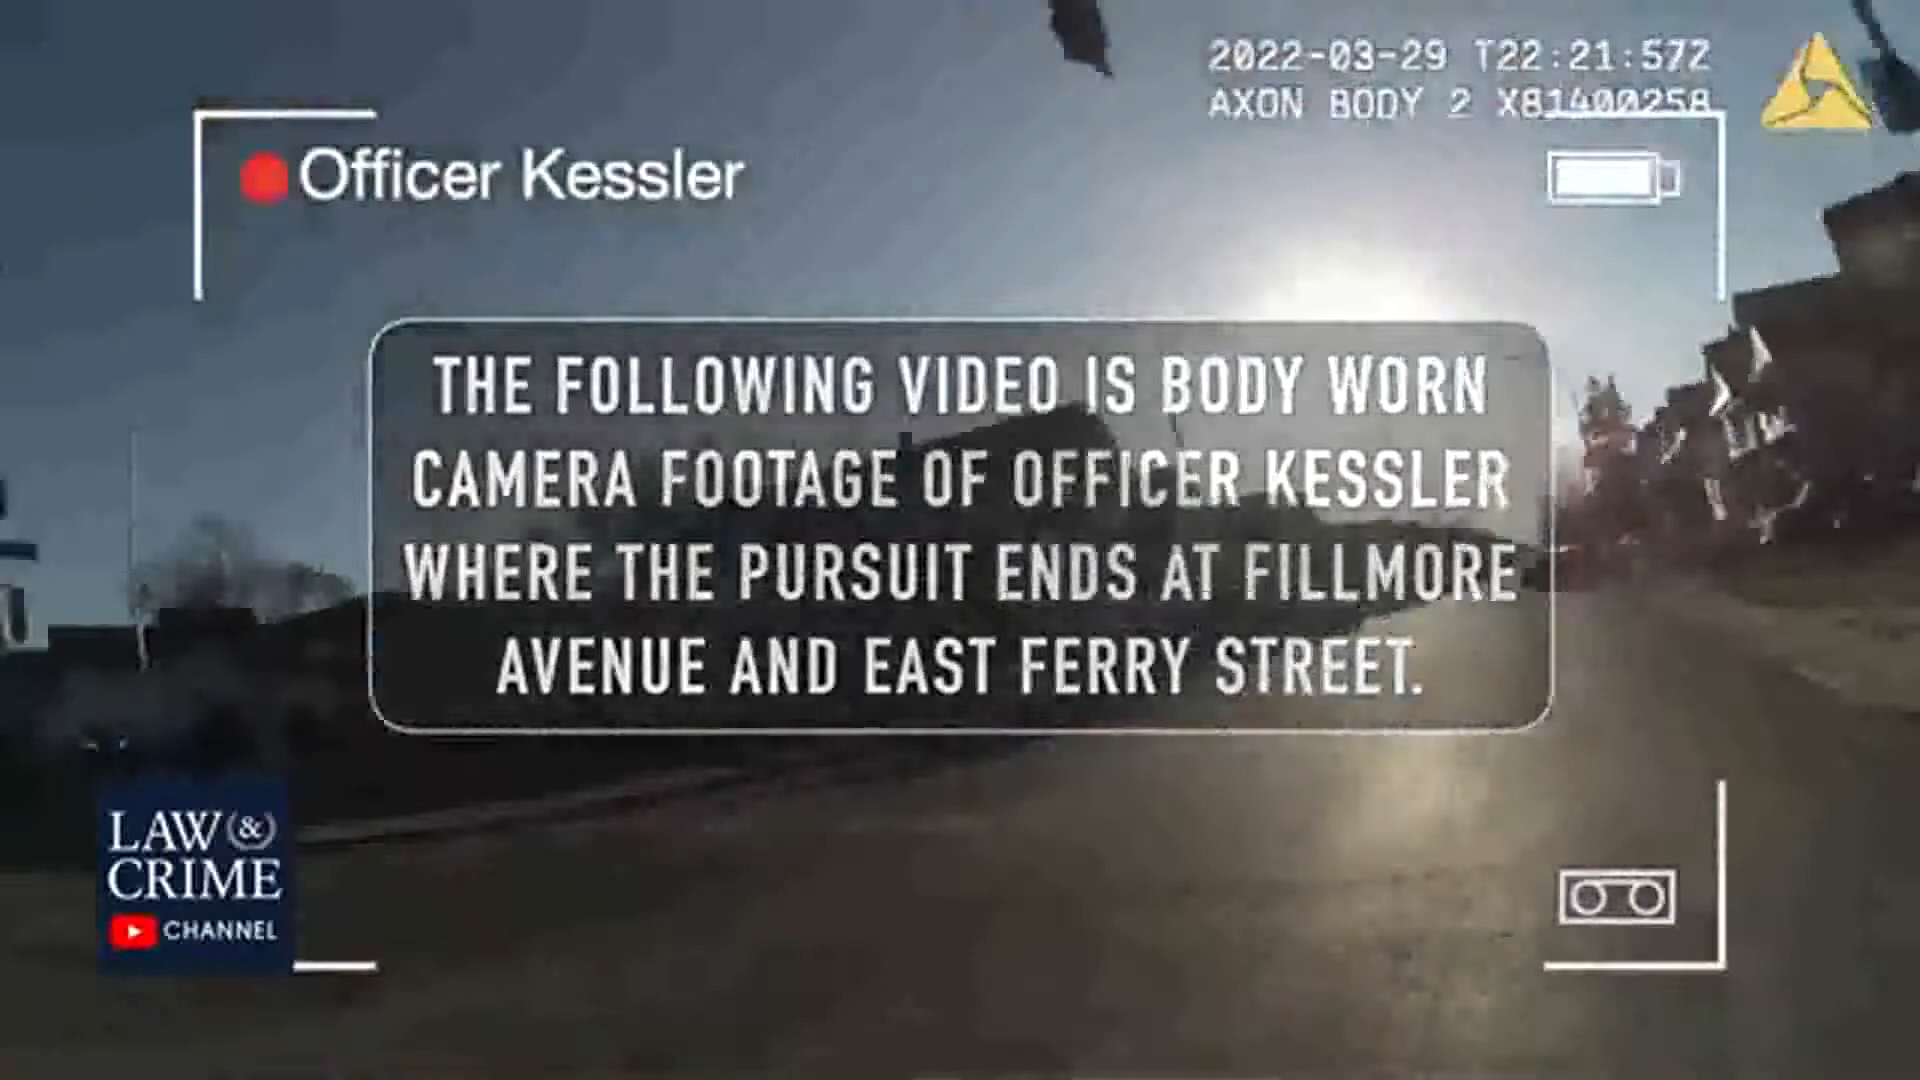 2022-03-29 T22:21:57Z
AXON BODY 2 X81400258
Officer Kessler
THE FOLLOWING VIDEO IS BODY WORN
CAMERA FOOTAGE OF OFFICER KESSLER
WHERE THE PURSUIT ENDS AT FILLMORE
AVENUE AND EAST FERRY STREET.
LAW &
CRIME
CHANNEL